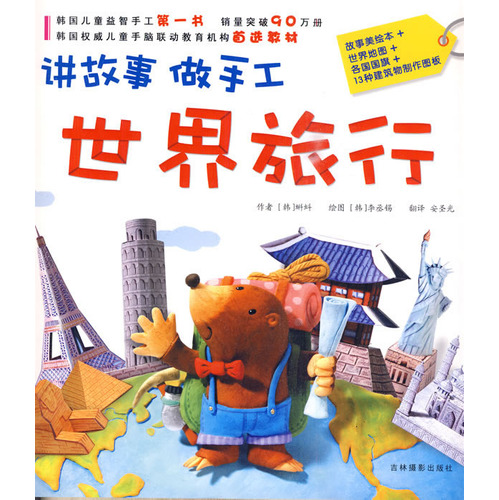 韩国儿童益智手工第一书 销量突破90万册
韩国权威儿童手脑联动教育机构首选教材
故事美绘本+
世界地图+
各国国旗+
13种建筑物制作图板
讲故事 做手工
世界旅行
作者 [韩]蝌蚪 绘图 [韩]李丞锡 翻译 安圣光
吉林摄影出版社